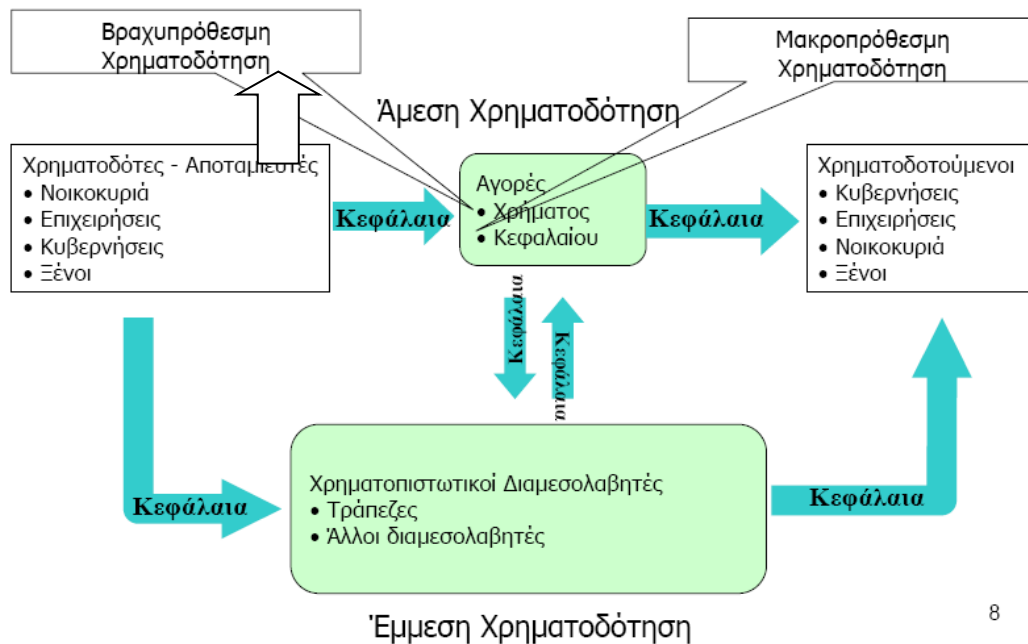 Βραχυπρόθεσμη
Χρηματοδότηση
Μακροπρόθεσμη
Χρηματοδότηση
Άμεση Χρηματοδότηση
Χρηματοδότες - Αποταμιευτές
• Νοικοκυριά
• Επιχειρήσεις
• Κυβερνήσεις
• Ξένοι
Κεφάλαια
Αγορές
• Χρήματος
• Κεφαλαίου
Κεφάλαια
Χρηματοδοτούμενοι
• Κυβερνήσεις
• Επιχειρήσεις
• Νοικοκυριά
• Ξένοι
Κεφάλαια
Κεφάλαια
Κεφάλαια
Χρηματοπιστωτικοί Διαμεσολαβητές
• Τράπεζες
• Άλλοι διαμεσολαβητές
Κεφάλαια
Έμμεση Χρηματοδότηση
8